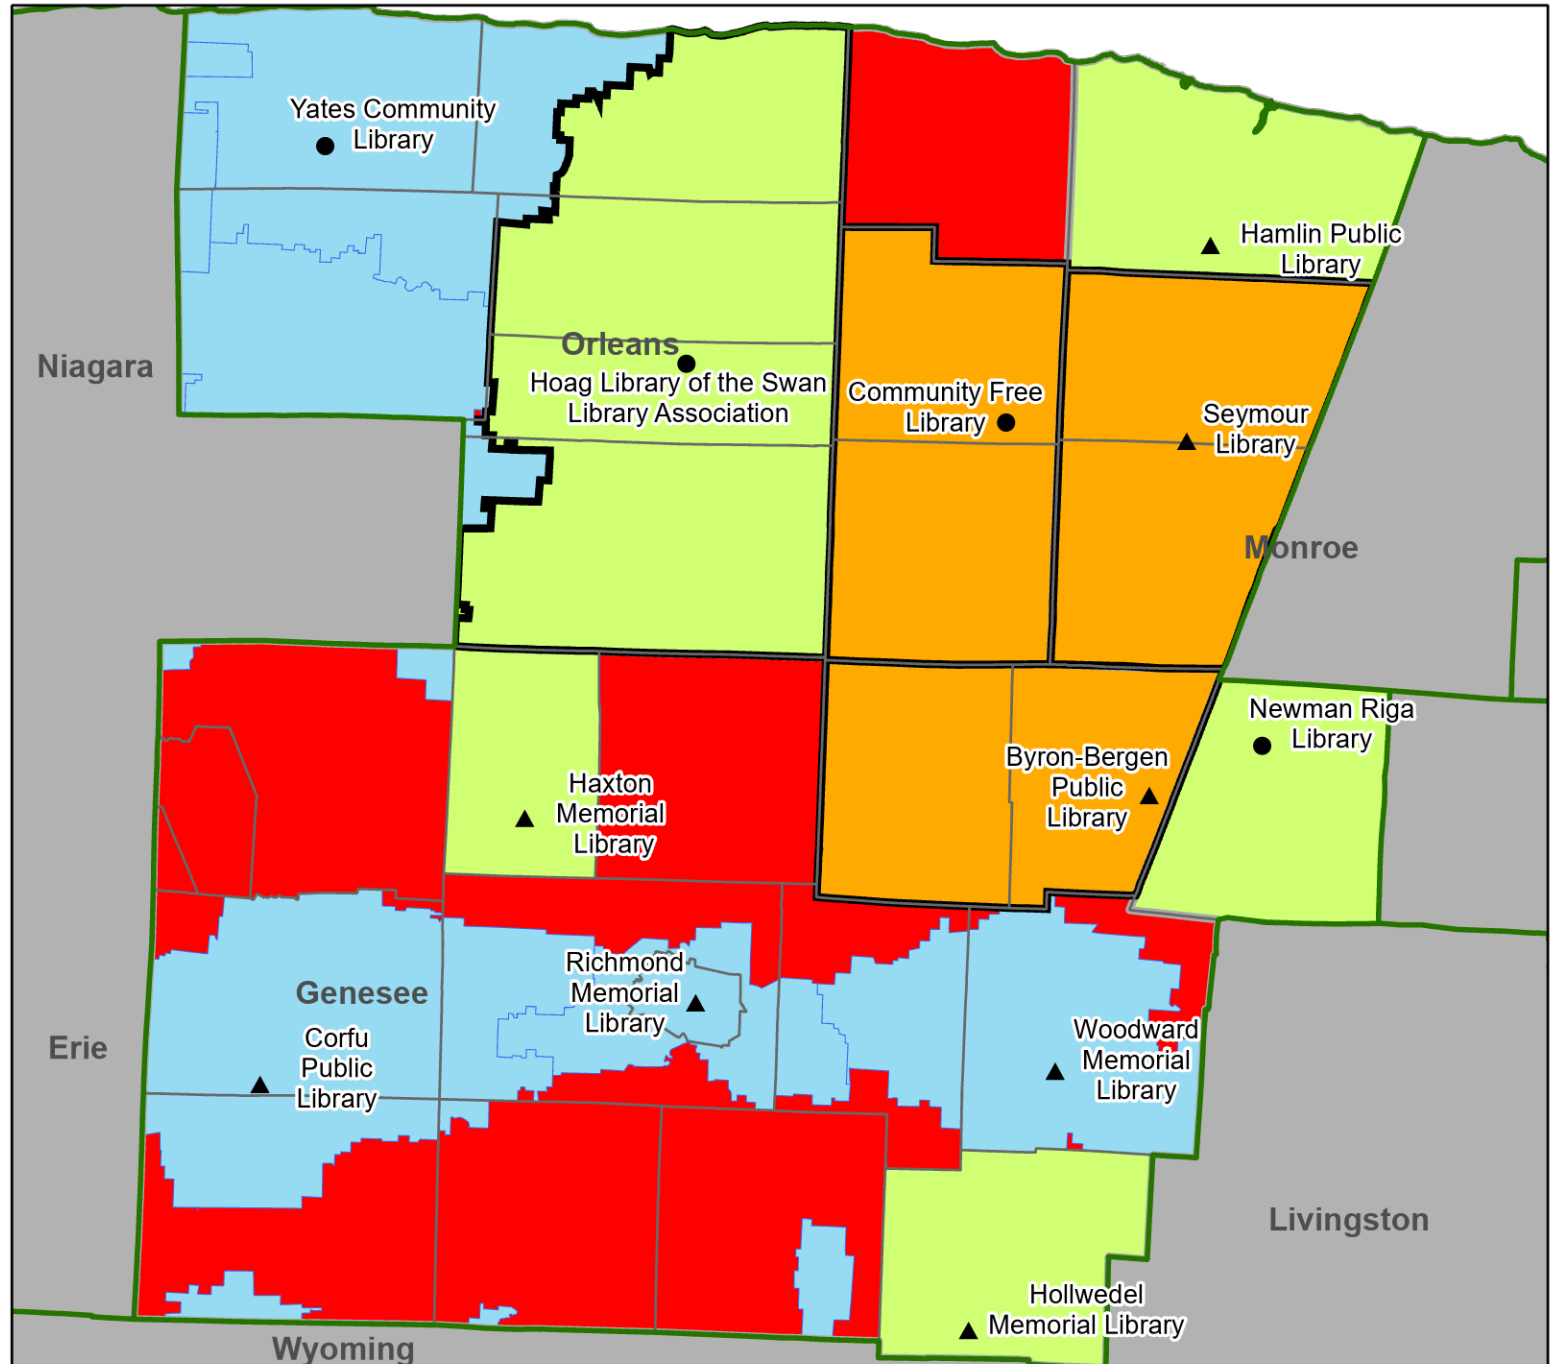 Yates Community
Library
Hamlin Public
Library
Niagara
Orleans
Hoag Library of the Swan
Library Association
Community Free
Library
Seymour
Library
Monroe
Newman Riga
Library
Byron-Bergen
Public
Library
Haxton
Memorial
Library
Richmond
Memorial
Library
Genesee
Corfu
Public
Library
Erie
Woodward
Memorial
Library
Livingston
Hollwedel
Memorial Library
Wyoming